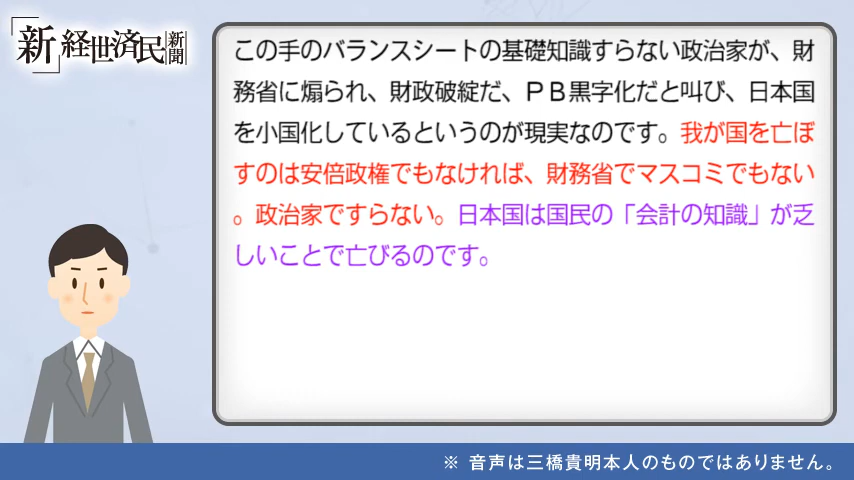 「新」経世済民新聞
この手のバランスシートの基礎知識すらない政治家が、財
務省に煽られ、財政破綻だ、ＰＢ黒字化だと叫び、日本国
を小国化しているというのが現実なのです。我が国を亡ぼ
すのは安倍政権でもなければ、財務省でマスコミでもない
。政治家ですらない。日本国は国民の「会計の知識」が乏
しいことで亡びるのです。
※ 音声は三橋貴明本人のものではありません。